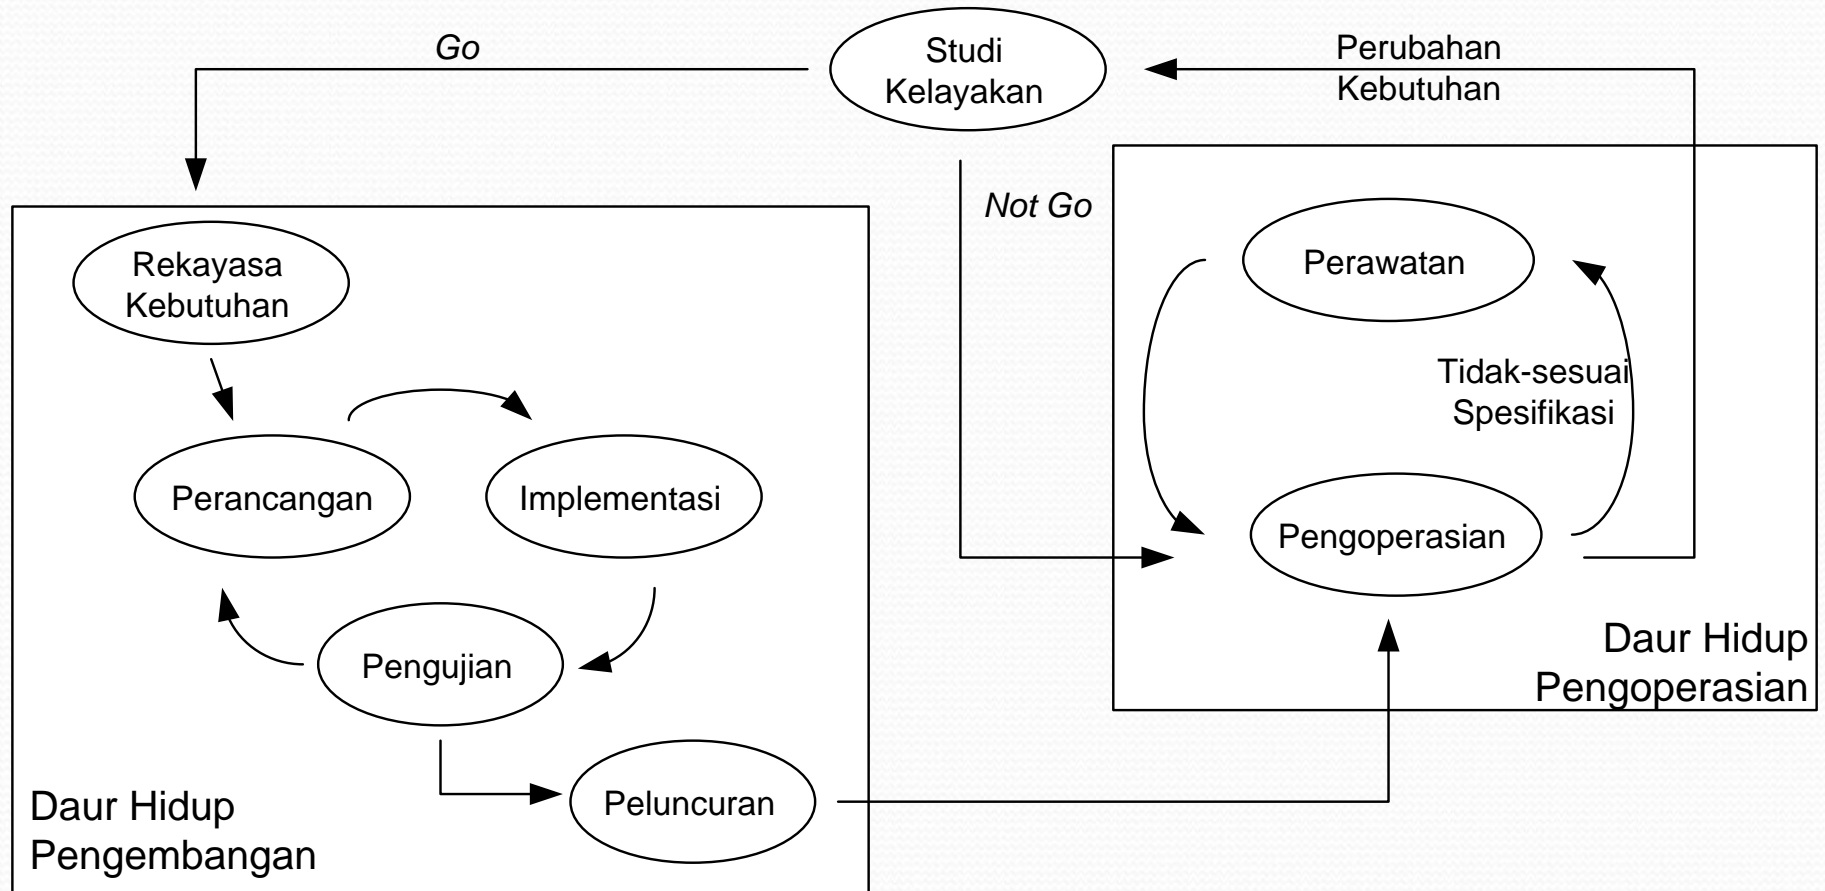 Go
Studi
Kelayakan
Perubahan
Kebutuhan
Not Go
Rekayasa
Kebutuhan
Perawatan
Tidak-sesuai
Spesifikasi
Perancangan
Implementasi
Pengoperasian
Pengujian
Daur Hidup
Pengoperasian
Peluncuran
Daur Hidup
Pengembangan